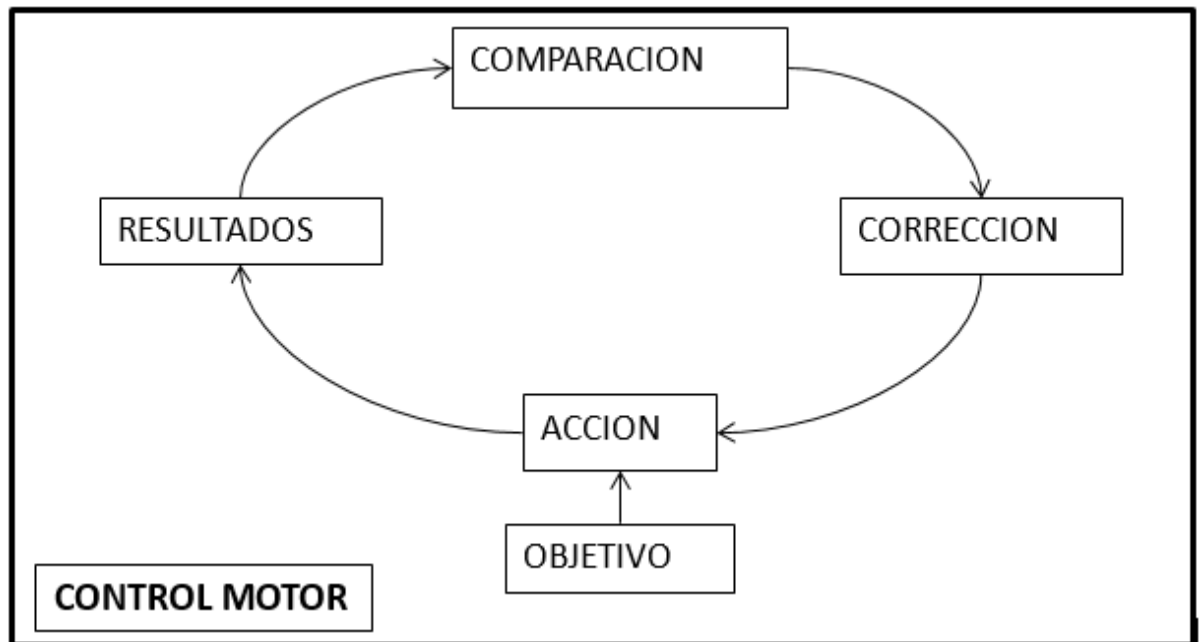 COMPARACION
RESULTADOS
CORRECCION
ACCION
OBJETIVO
CONTROL MOTOR